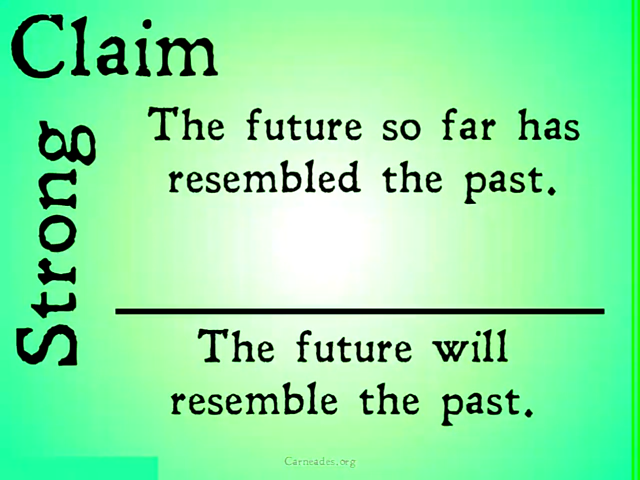 Claim
Strong
The future so far has
resembled the past.
The future will
resemble the past.
Carneades.org